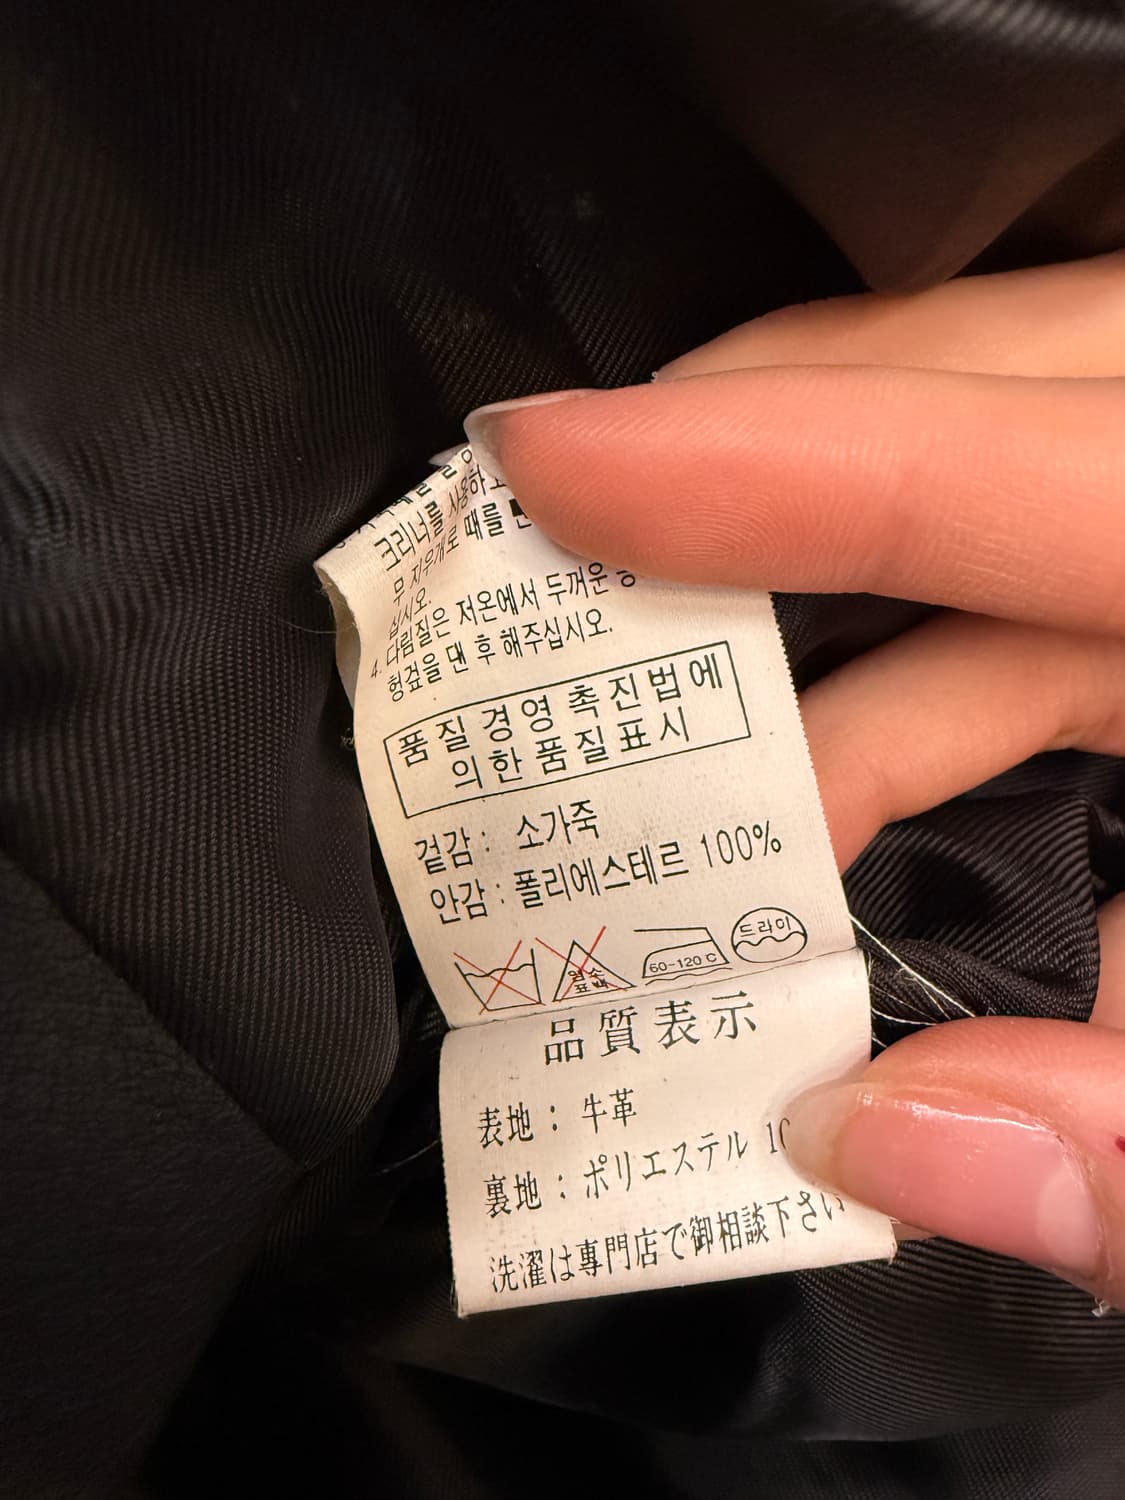 크리너를 사용하고
무 지우개로 때를
십시오.
4. 다림질은 저온에서 두꺼운
헝겊을 댄 후 해주십시오.
품질경영촉진법에
의한품질표시
겉감 : 소가죽
안감 : 폴리에스테르 100%
염소
표백
60-120 C
드라이
品質表示
表地 : 牛革
裏地 : ポリエステル
洗濯は専門店で御相談下さい